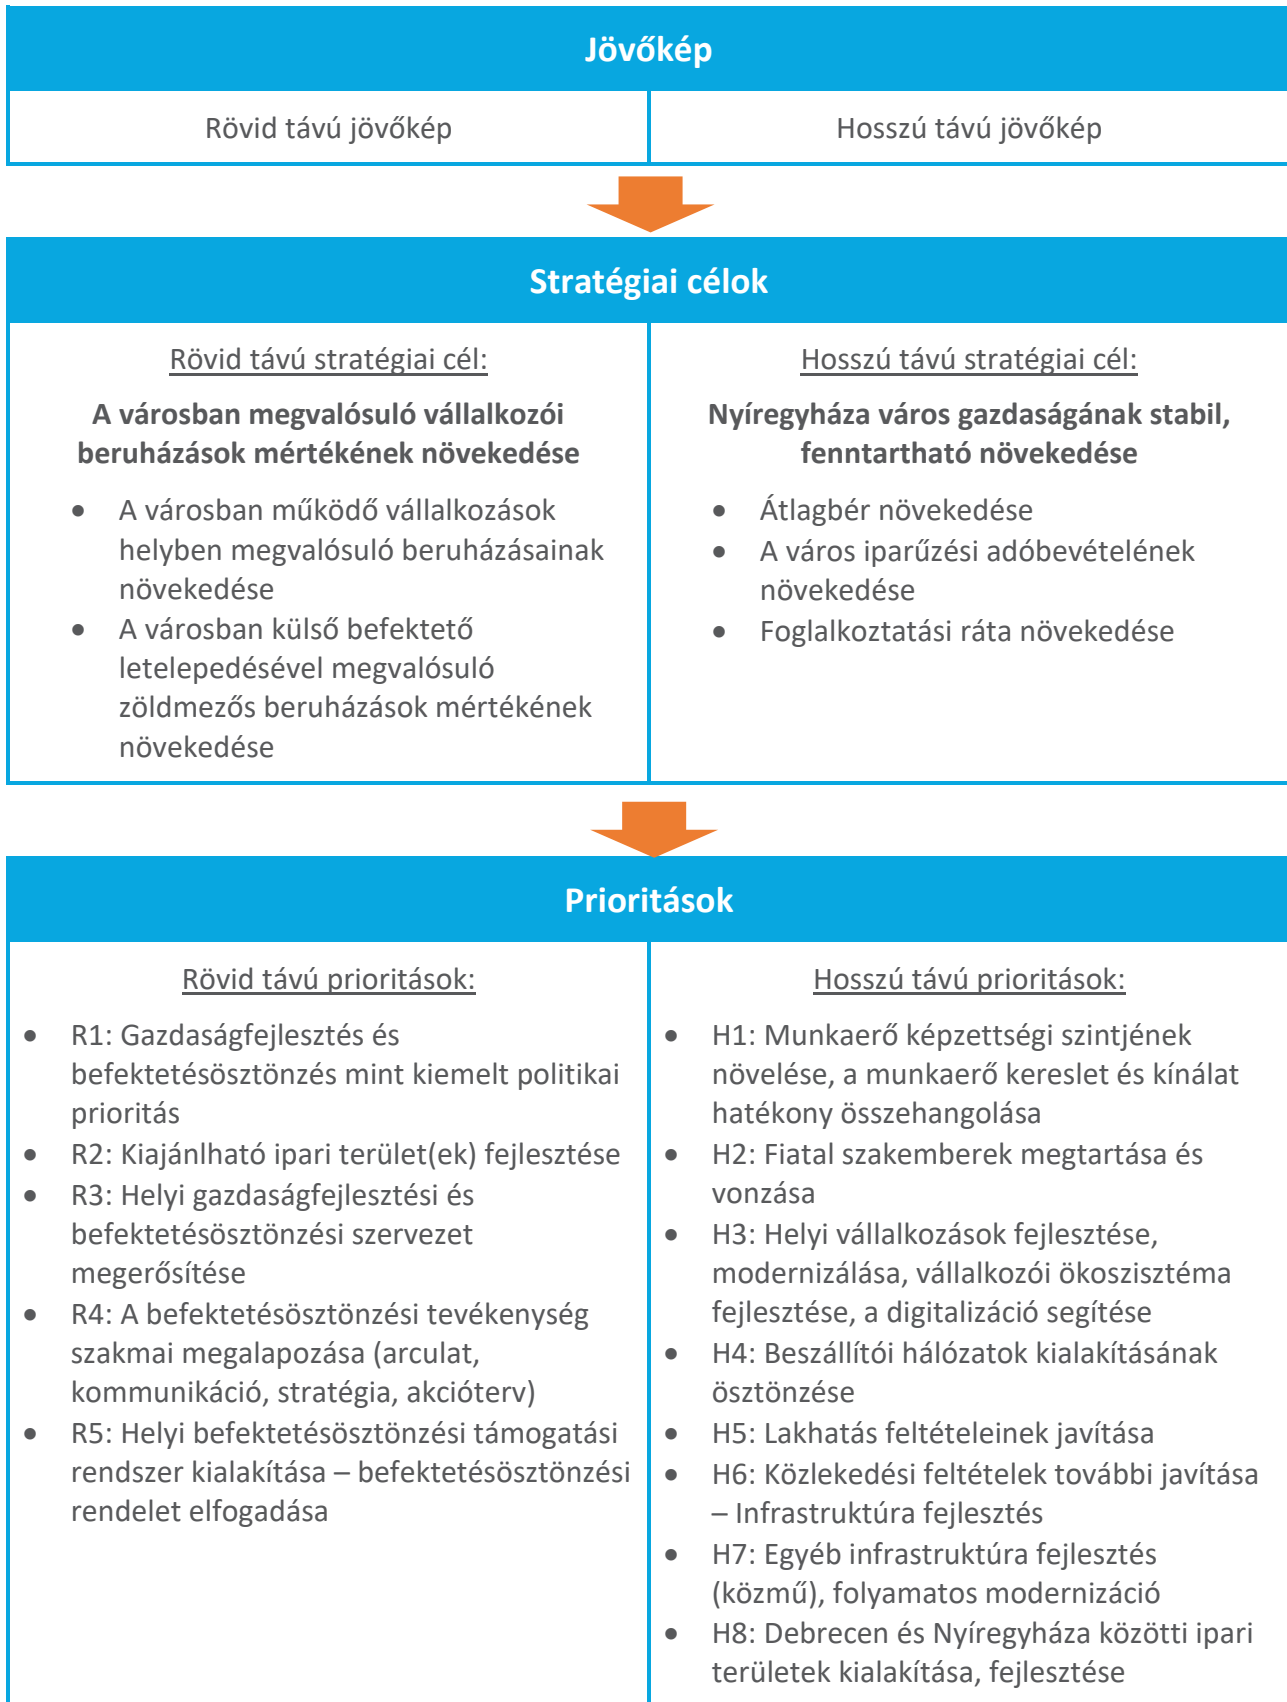 Jövőkép
Rövid távú jövőkép
Hosszú távú jövőkép
Stratégiai célok
Rövid távú stratégiai cél:
A városban megvalósuló vállalkozói
beruházások mértékének növekedése
• A városban működő vállalkozások
helyben megvalósuló beruházásainak
növekedése
• A városban külső befektető
letelepedésével megvalósuló
zöldmezős beruházások mértékének
növekedése
Hosszú távú stratégiai cél:
Nyíregyháza város gazdaságának stabil,
fenntartható növekedése
• Átlagbér növekedése
• A város iparűzési adóbevételének
növekedése
• Foglalkoztatási ráta növekedése
Prioritások
Rövid távú prioritások:
• R1: Gazdaságfejlesztés és
befektetésösztönzés mint kiemelt politikai
prioritás
• R2: Kiajánlható ipari terület(ek) fejlesztése
• R3: Helyi gazdaságfejlesztési és
befektetésösztönzési szervezet
megerősítése
• R4: A befektetésösztönzési tevékenység
szakmai megalapozása (arculat,
kommunikáció, stratégia, akcióterv)
• R5: Helyi befektetésösztönzési támogatási
rendszer kialakítása – befektetésösztönzési
rendelet elfogadása
Hosszú távú prioritások:
• H1: Munkaerő képzettségi szintjének
növelése, a munkaerő kereslet és kínálat
hatékony összehangolása
• H2: Fiatal szakemberek megtartása és
vonzása
• H3: Helyi vállalkozások fejlesztése,
modernizálása, vállalkozói ökoszisztéma
fejlesztése, a digitalizáció segítése
• H4: Beszállítói hálózatok kialakításának
ösztönzése
• H5: Lakhatás feltételeinek javítása
• H6: Közlekedési feltételek további javítása
– Infrastruktúra fejlesztés
• H7: Egyéb infrastruktúra fejlesztés
(közmű), folyamatos modernizáció
• H8: Debrecen és Nyíregyháza közötti ipari
területek kialakítása, fejlesztése